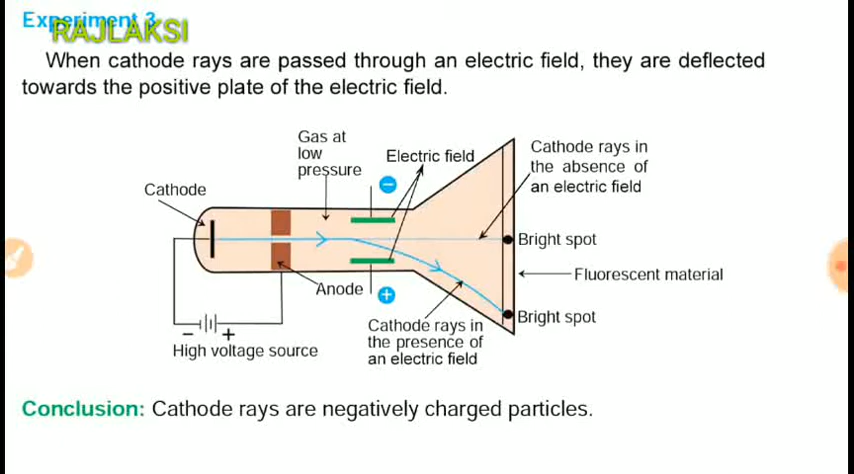 Experiment 3
RAJLAKSI
When cathode rays are passed through an electric field, they are deflected
towards the positive plate of the electric field.
Gas at
low
pressure
Electric field
Cathode rays in
the absence of
an electric field
Cathode
−
Bright spot
Fluorescent material
Anode
+
Bright spot
− +
High voltage source
Cathode rays in
the presence of
an electric field
Conclusion: Cathode rays are negatively charged particles.